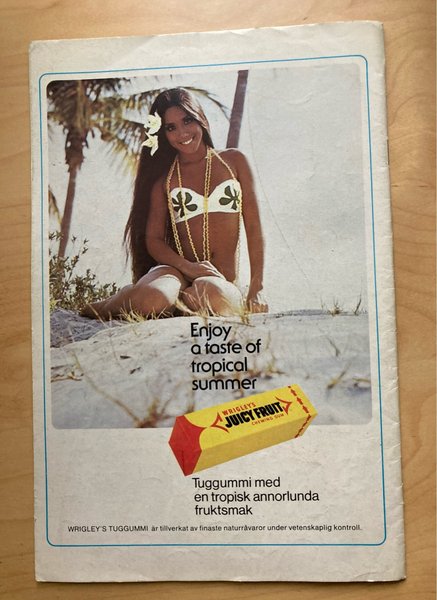 Enjoy
a taste of
tropical
summer
WRIGLEY'S
JUICY FRUIT
CHEWING GUM
Tuggummi med
en tropisk annorlunda
fruktsmak
WRIGLEY'S TUGGUMMI är tillverkat av finaste naturråvaror under vetenskaplig kontroll.